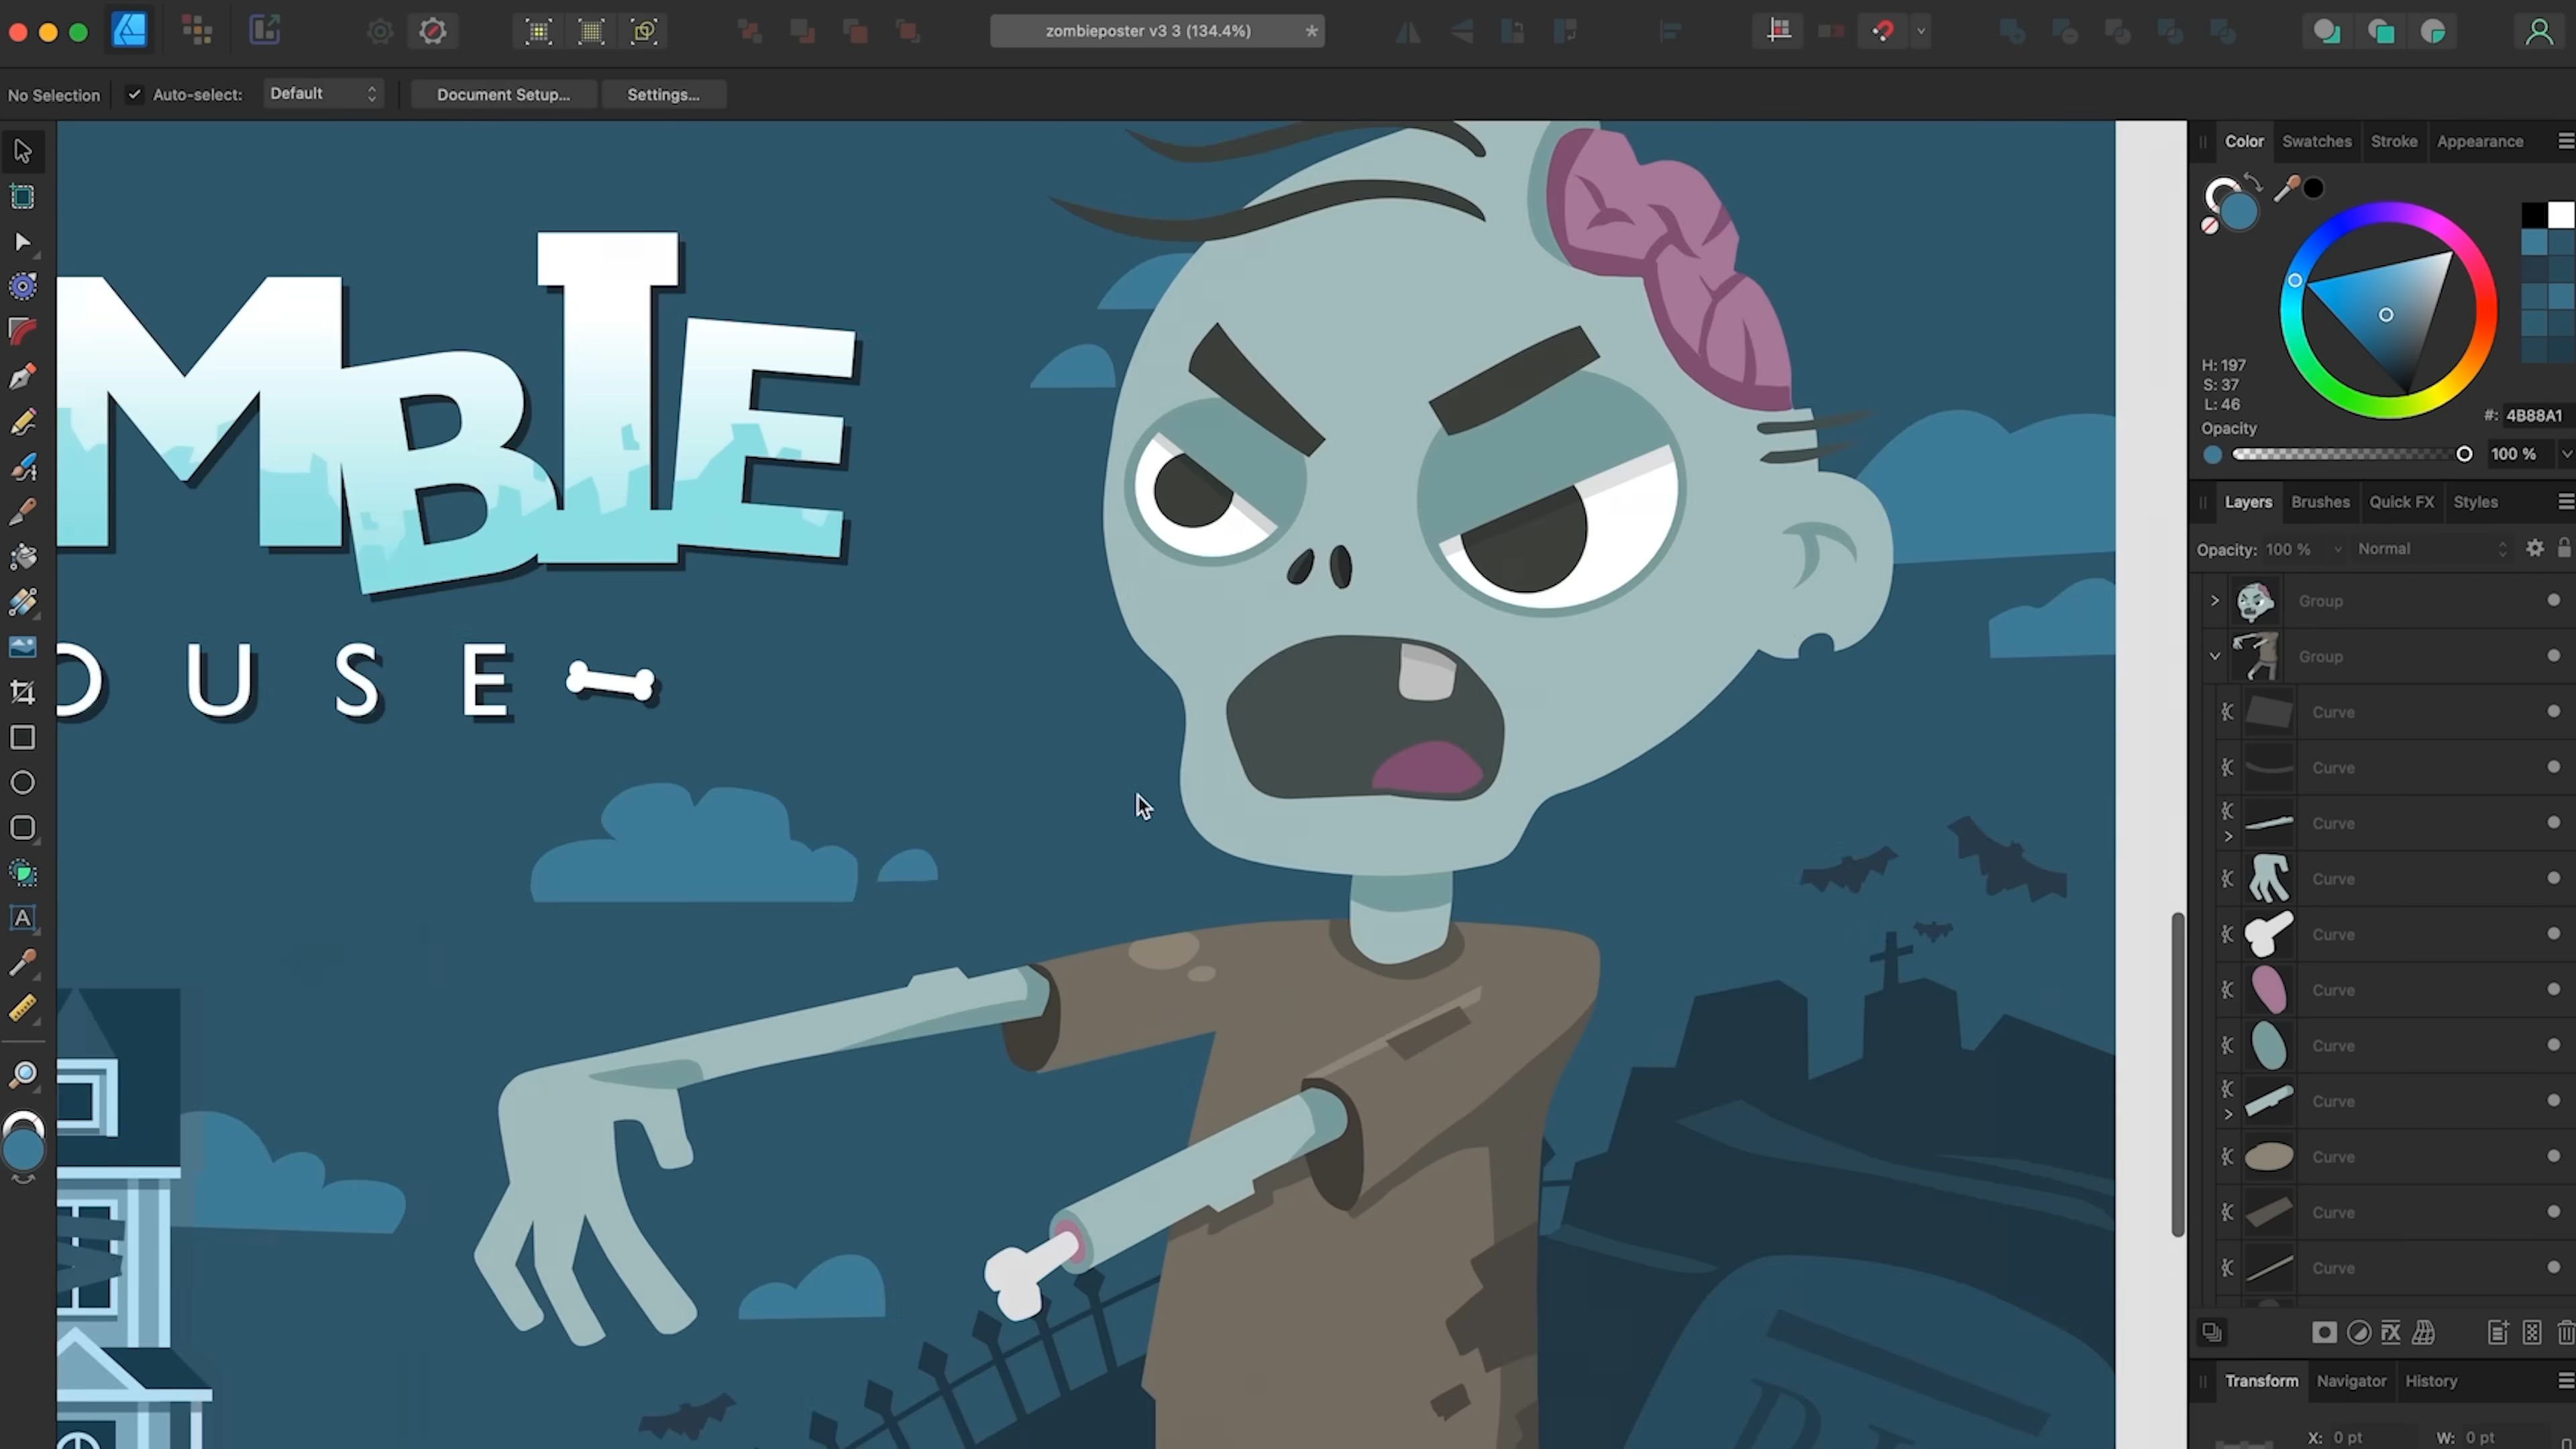 zombieposter v3 3 (134.4%) *
No Selection Auto-select: Default Document Setup... Settings...
Color Swatches Stroke Appearance
H: 197
S: 37
L: 46
#: 4B88A1
Opacity
100 %
Layers Brushes Quick FX Styles
Opacity: 100 % Normal
Group
Group
Curve
Curve
Curve
Curve
Curve
Curve
Curve
Curve
Curve
Curve
Curve
FX
Transform Navigator History
X: 0 pt W: 0 pt
MBIE
OUSE
A